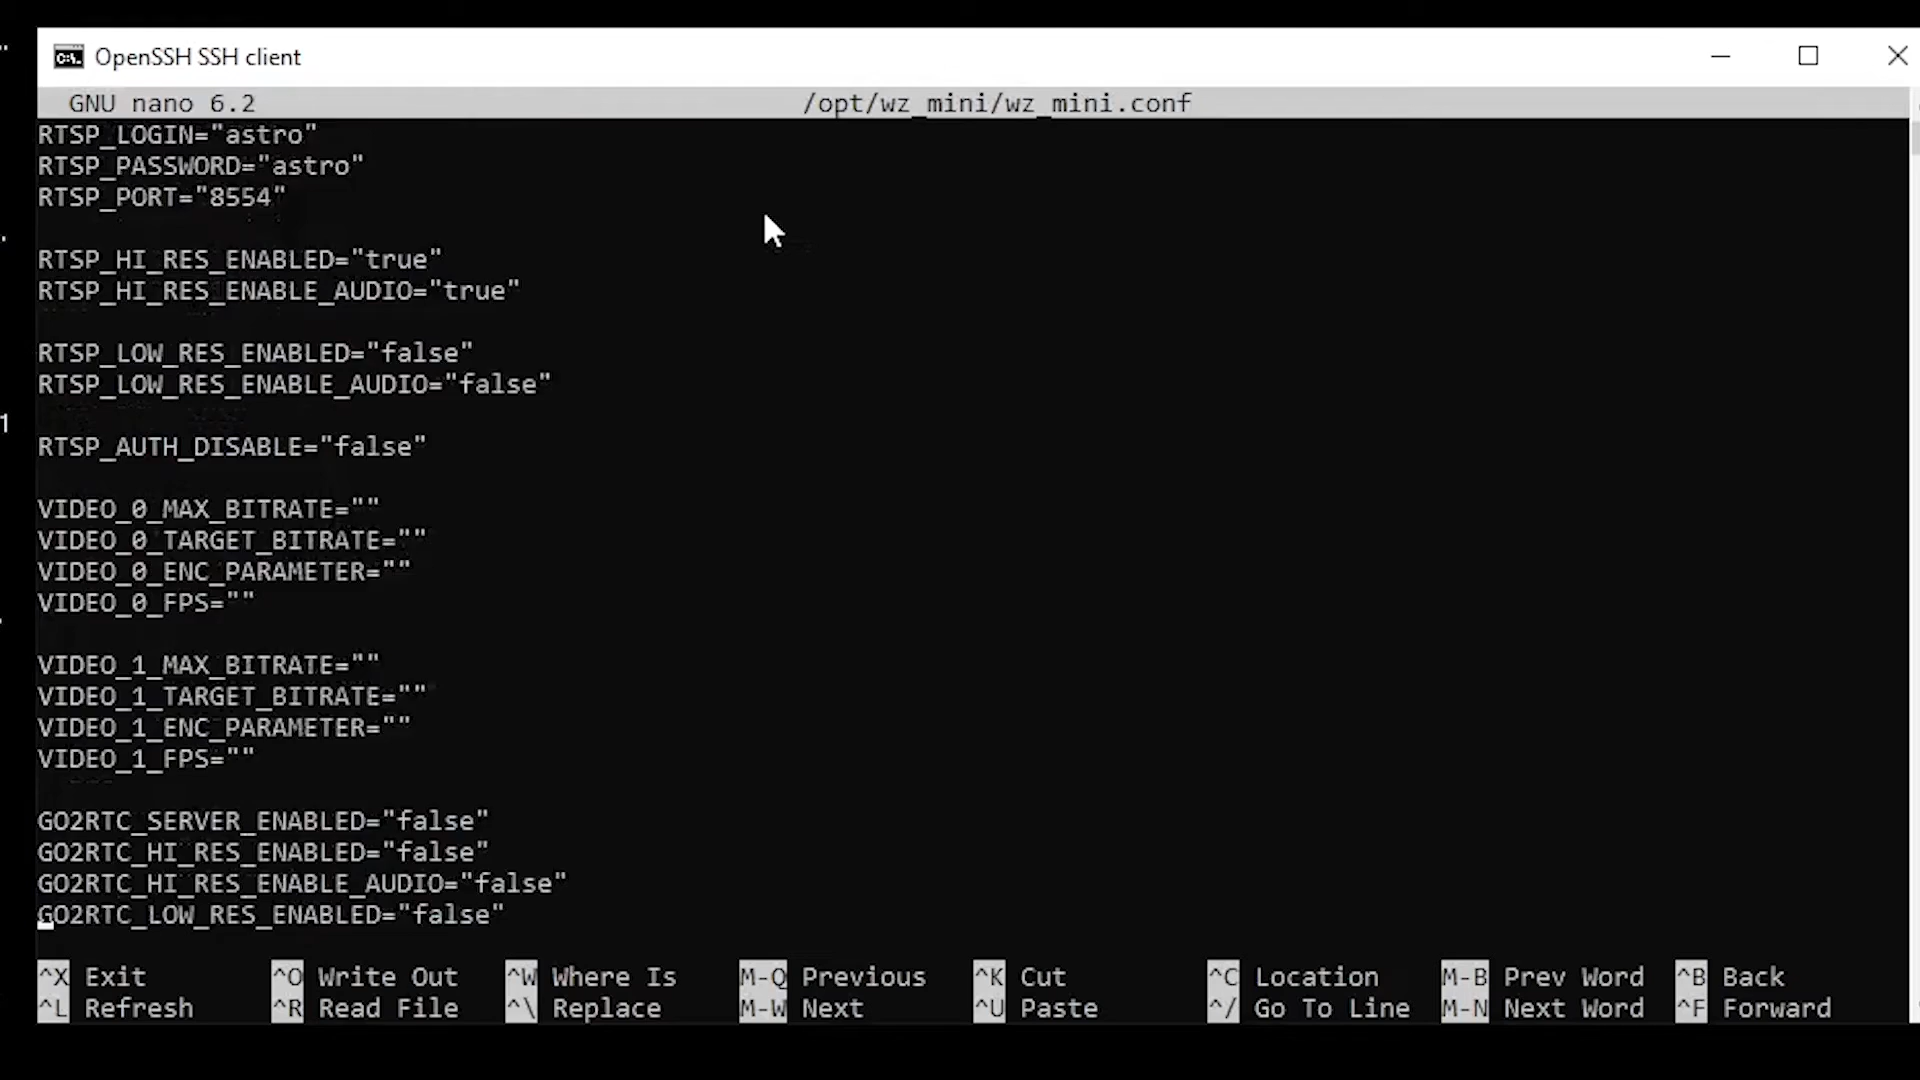 OpenSSH SSH client
GNU nano 6.2 /opt/wz_mini/wz_mini.conf
RTSP_LOGIN="astro"
RTSP_PASSWORD="astro"
RTSP_PORT="8554"
RTSP_HI_RES_ENABLED="true"
RTSP_HI_RES_ENABLE_AUDIO="true"
RTSP_LOW_RES_ENABLED="false"
RTSP_LOW_RES_ENABLE_AUDIO="false"
RTSP_AUTH_DISABLE="false"
VIDEO_0_MAX_BITRATE=""
VIDEO_0_TARGET_BITRATE=""
VIDEO_0_ENC_PARAMETER=""
VIDEO_0_FPS=""
VIDEO_1_MAX_BITRATE=""
VIDEO_1_TARGET_BITRATE=""
VIDEO_1_ENC_PARAMETER=""
VIDEO_1_FPS=""
GO2RTC_SERVER_ENABLED="false"
GO2RTC_HI_RES_ENABLED="false"
GO2RTC_HI_RES_ENABLE_AUDIO="false"
GO2RTC_LOW_RES_ENABLED="false"
^X Exit ^O Write Out ^W Where Is M-Q Previous ^K Cut ^C Location M-B Prev Word ^B Back
^L Refresh ^R Read File ^\ Replace M-W Next ^U Paste ^/ Go To Line M-N Next Word ^F Forward